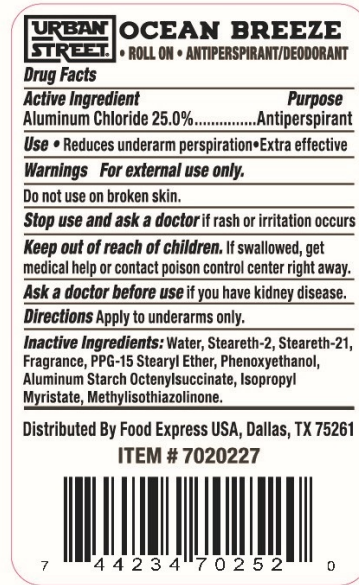 URBAN STREET. OCEAN BREEZE
• ROLL ON • ANTIPERSPIRANT/DEODORANT
Drug Facts
Active Ingredient Purpose
Aluminum Chloride 25.0%...............Antiperspirant
Use • Reduces underarm perspiration•Extra effective
Warnings For external use only.
Do not use on broken skin.
Stop use and ask a doctor if rash or irritation occurs
Keep out of reach of children. If swallowed, get
medical help or contact poison control center right away.
Ask a doctor before use if you have kidney disease.
Directions Apply to underarms only.
Inactive Ingredients: Water, Steareth-2, Steareth-21,
Fragrance, PPG-15 Stearyl Ether, Phenoxyethanol,
Aluminum Starch Octenylsuccinate, Isopropyl
Myristate, Methylisothiazolinone.
Distributed By Food Express USA, Dallas, TX 75261
ITEM # 7020227
7 44234 70252 0